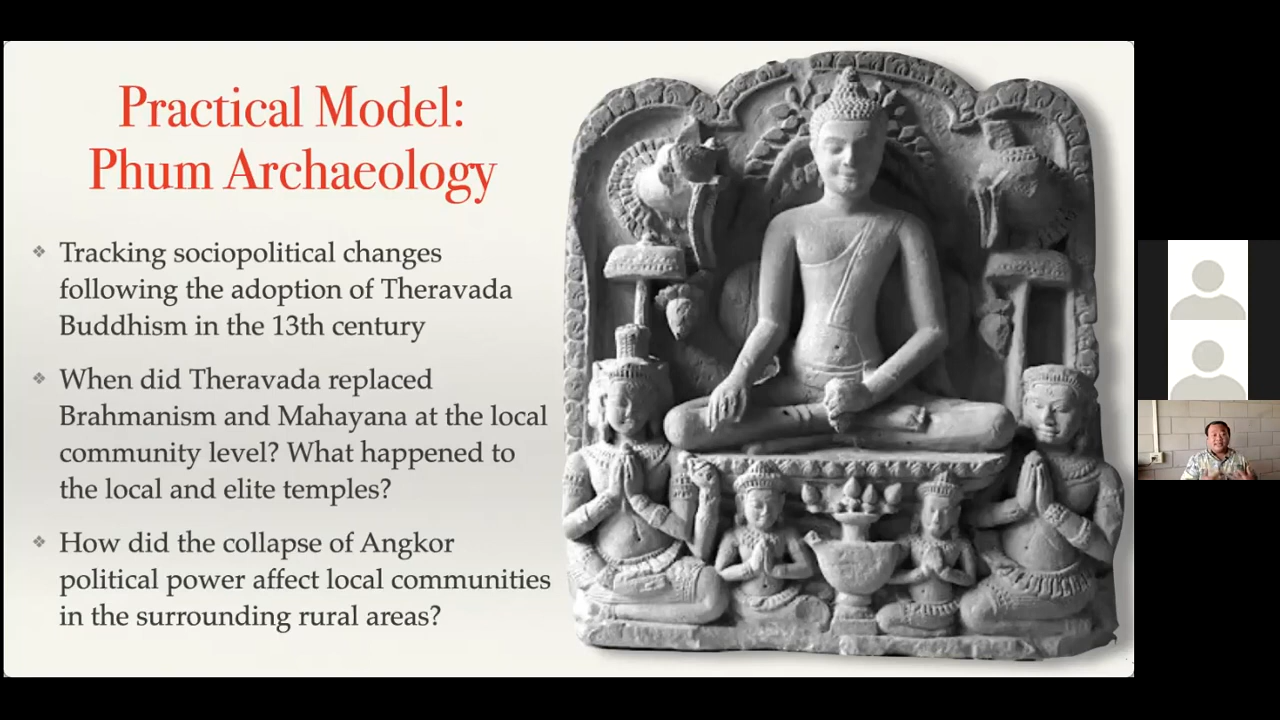 Practical Model:
Phum Archaeology
Tracking sociopolitical changes
following the adoption of Theravada
Buddhism in the 13th century
When did Theravada replaced
Brahmanism and Mahayana at the local
community level? What happened to
the local and elite temples?
How did the collapse of Angkor
political power affect local communities
in the surrounding rural areas?